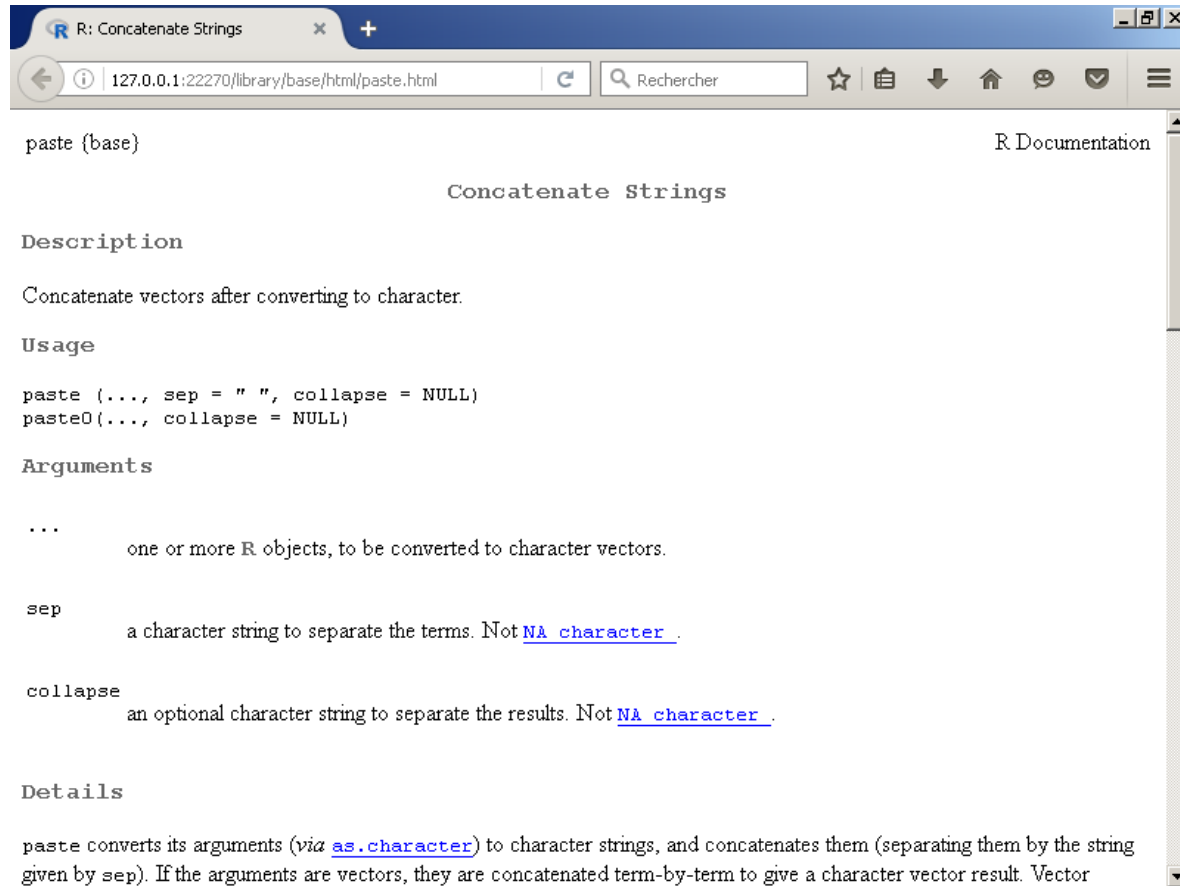 R: Concatenate Strings
127.0.0.1:22270/library/base/html/paste.html
Rechercher
paste {base}
R Documentation
Concatenate Strings
Description
Concatenate vectors after converting to character.
Usage
paste (..., sep = " ", collapse = NULL)
paste0(..., collapse = NULL)
Arguments
...
one or more R objects, to be converted to character vectors.
sep
a character string to separate the terms. Not NA_character_.
collapse
an optional character string to separate the results. Not NA_character_.
Details
paste converts its arguments (via as.character) to character strings, and concatenates them (separating them by the string
given by sep). If the arguments are vectors, they are concatenated term-by-term to give a character vector result. Vector